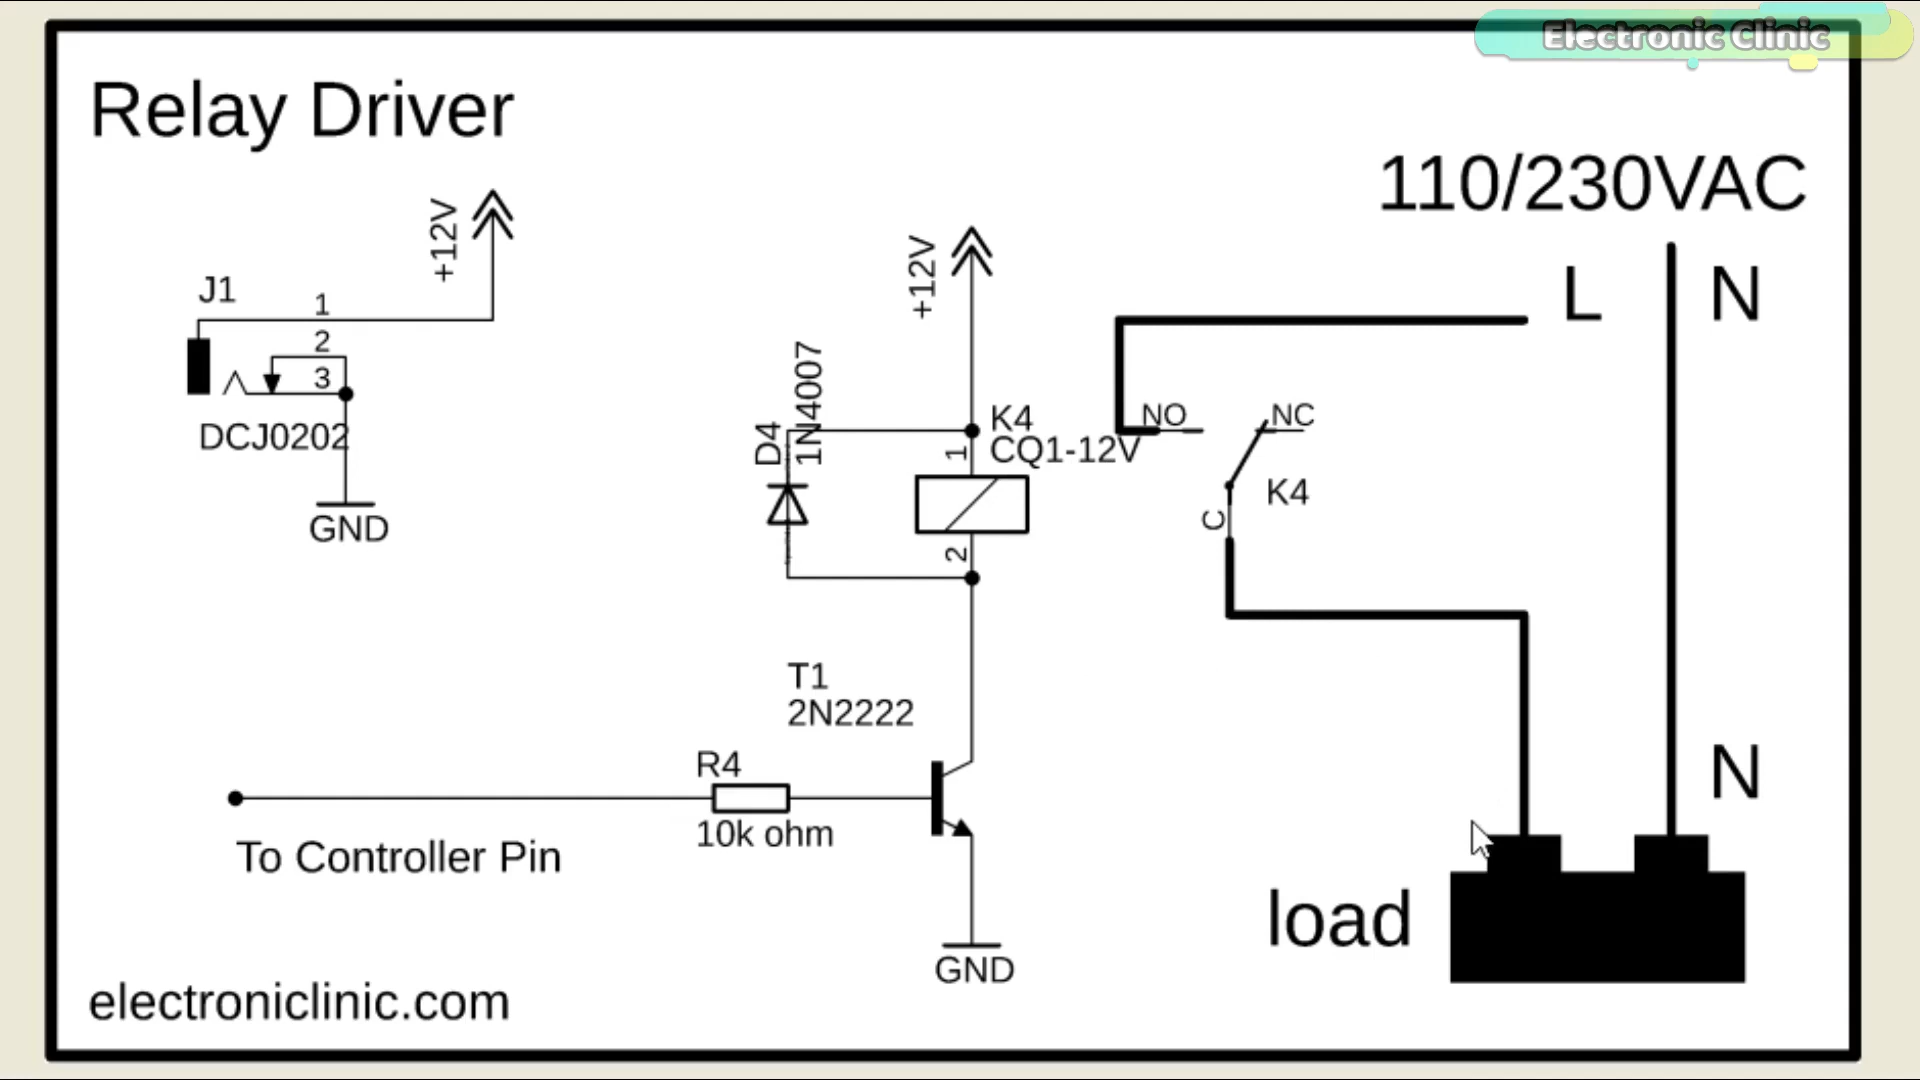 Electronic Clinic
Relay Driver
110/230VAC
+12V
+12V
L N
J1
1
2
3
DCJ0202
GND
D4
1N4007
K4
CQ1-12V
1
2
NO
NC
K4
C
T1
2N2222
R4
10k ohm
N
To Controller Pin
load
GND
electroniclinic.com